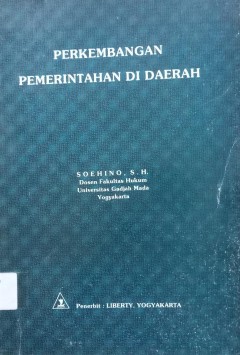 PERKEMBANGAN
PEMERINTAHAN DI DAERAH
SOEHINO, S.H.
Dosen Fakultas Hukum
Universitas Gadjah Mada
Yogyakarta
Penerbit : LIBERTY, YOGYAKARTA